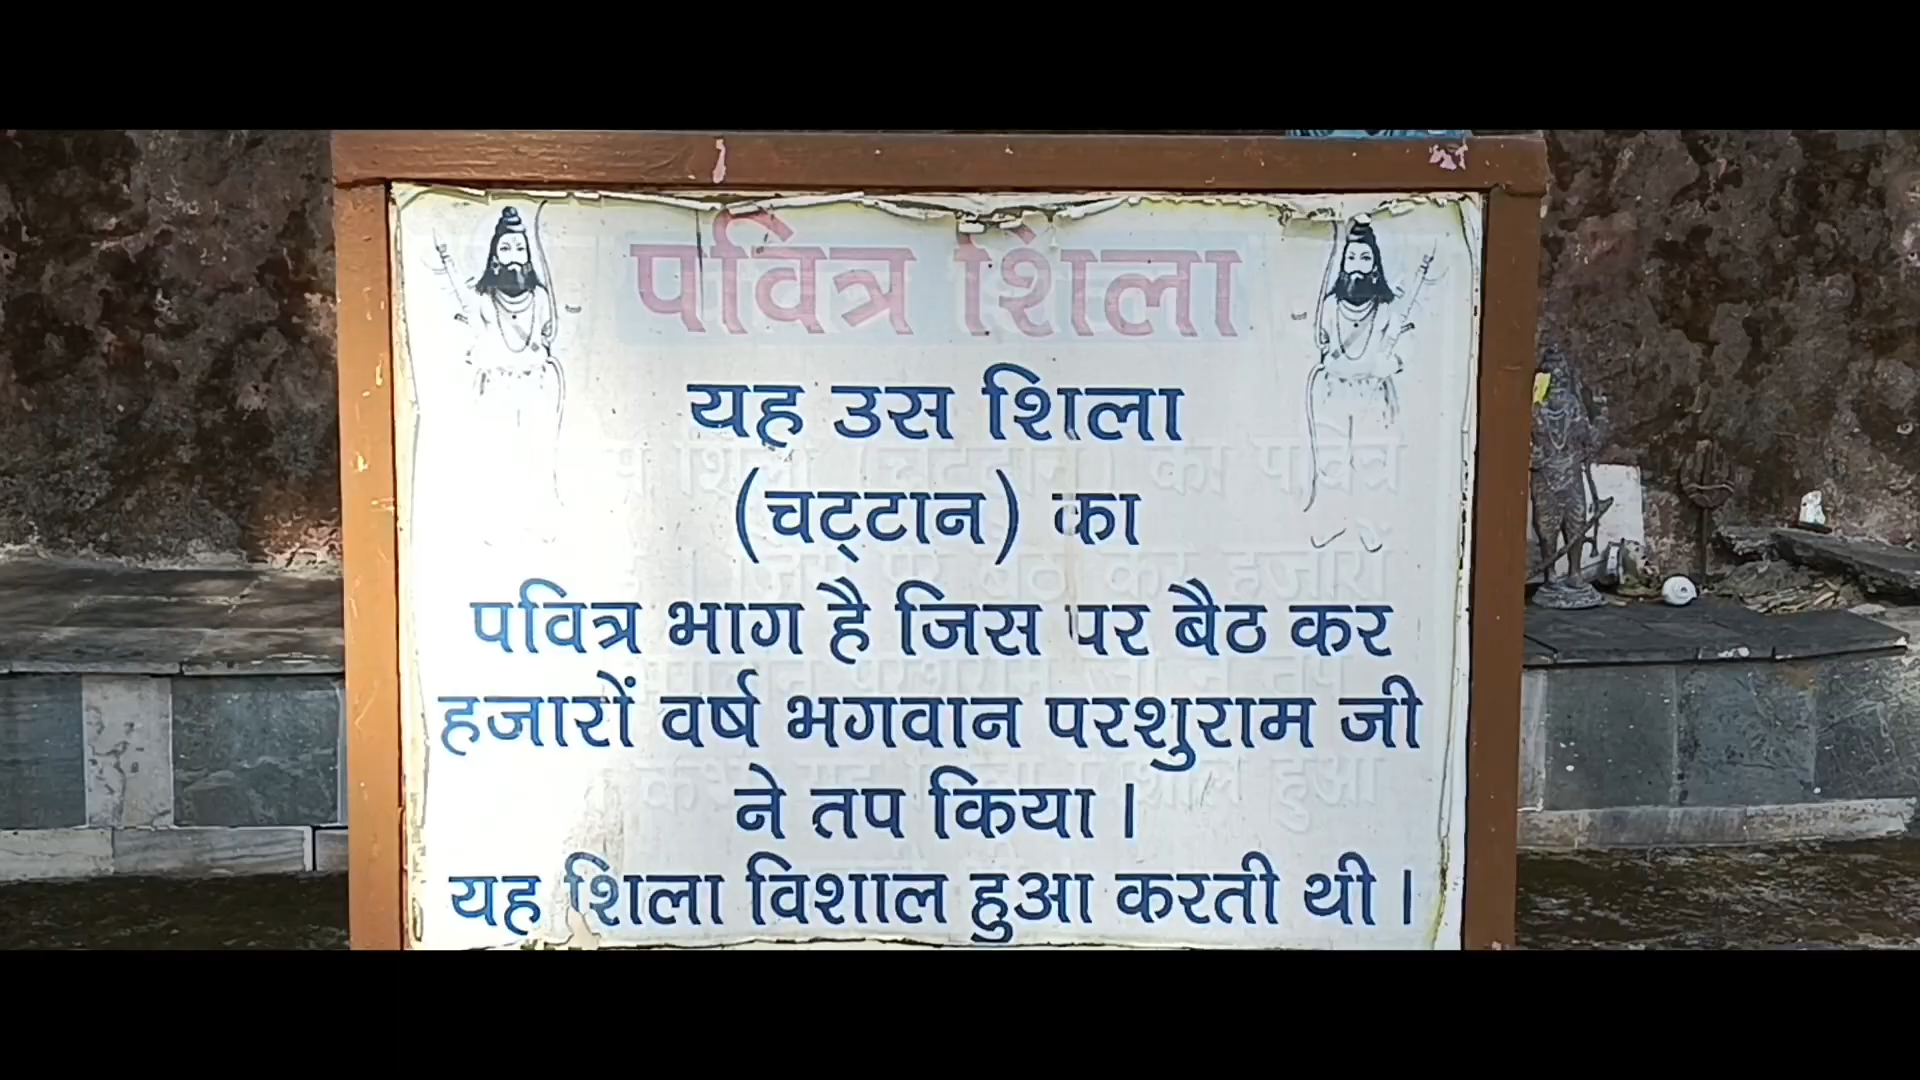 पवित्र शिला
यह उस शिला
(चट्टान) का
पवित्र भाग है जिस पर बैठ कर
हजारों वर्ष भगवान परशुराम जी
ने तप किया।
यह शिला विशाल हुआ करती थी।